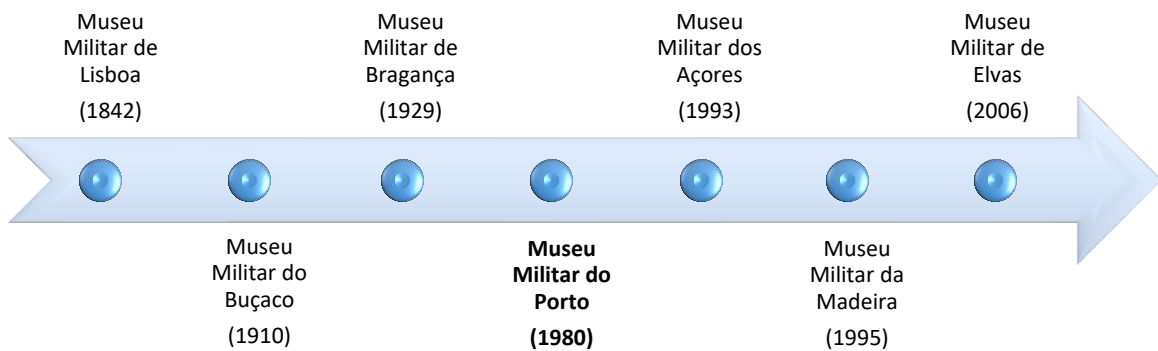 Museu
Militar de
Lisboa
(1842)
Museu
Militar de
Bragança
(1929)
Museu
Militar dos
Açores
(1993)
Museu
Militar de
Elvas
(2006)
Museu
Militar do
Buçaco
(1910)
Museu
Militar do
Porto
(1980)
Museu
Militar da
Madeira
(1995)